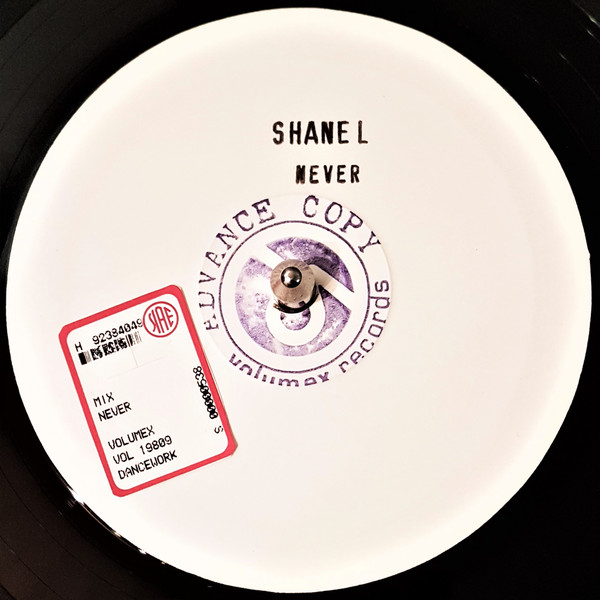 SHANEL
NEVER
ADVANCE COPY
volumex records
SIAE
H 92384049
MIX
NEVER
VOLUMEX
VOL 19809
DANCEWORK